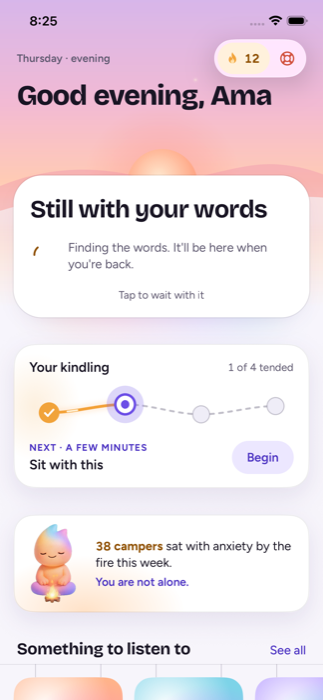 8:25
Thursday · evening
12
Good evening, Ama
Still with your words
Finding the words. It'll be here when
you're back.
Tap to wait with it
Your kindling
1 of 4 tended
NEXT · A FEW MINUTES
Sit with this
Begin
38 campers sat with anxiety by the
fire this week.
You are not alone.
Something to listen to
See all